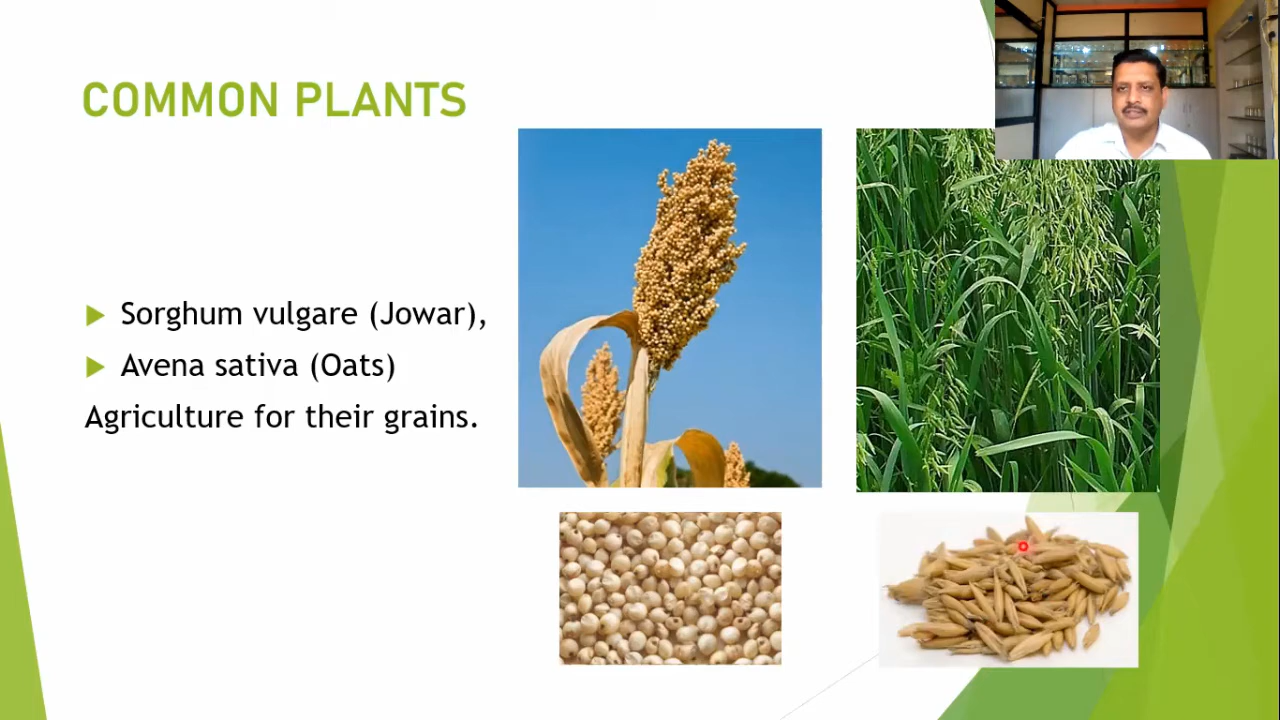 COMMON PLANTS
Sorghum vulgare (Jowar),
Avena sativa (Oats)
Agriculture for their grains.